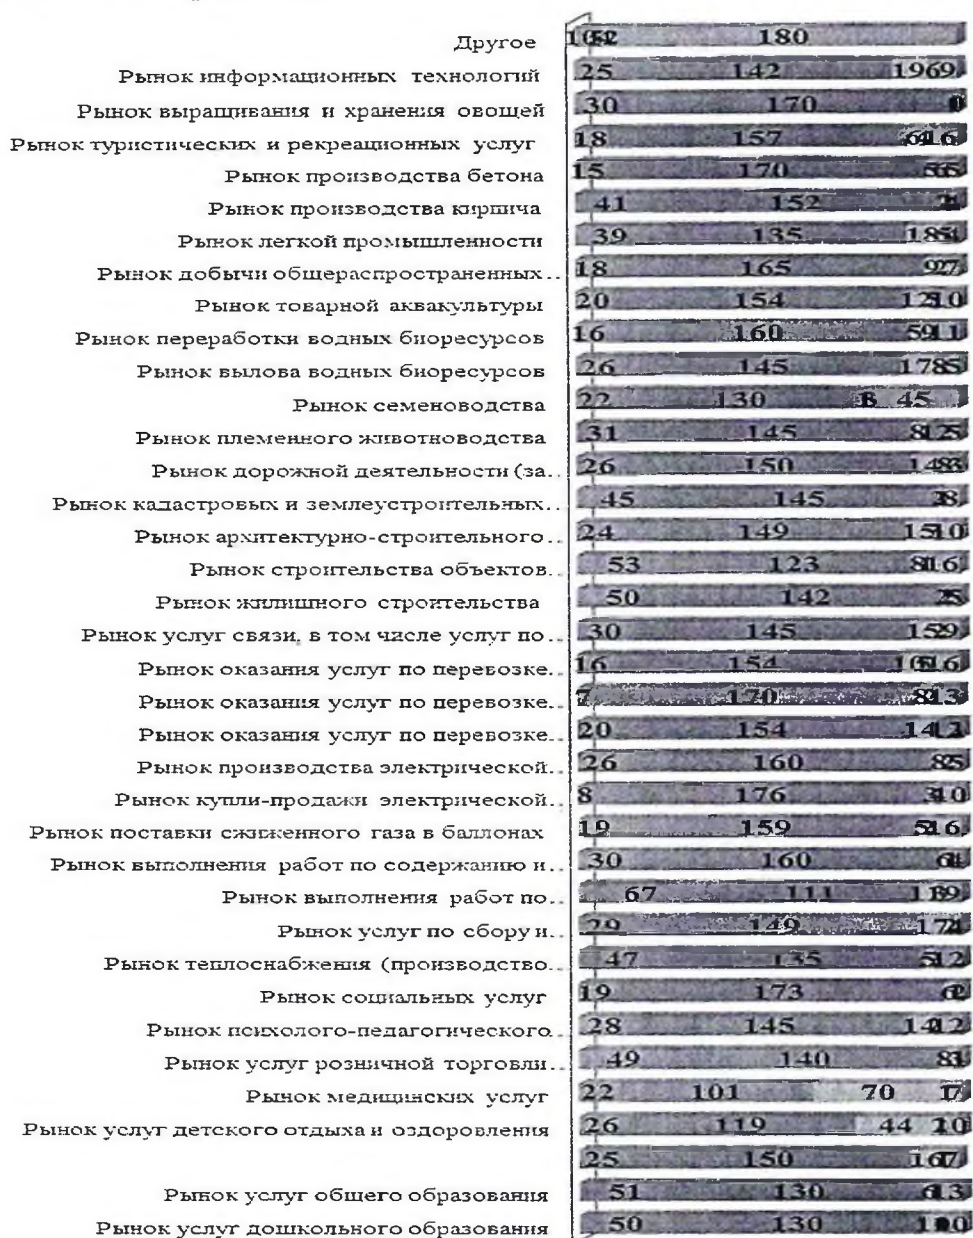 Другое 180
Рынок информационных технологий 25 142 1969
Рынок выращивания и хранения овощей 30 170
Рынок туристических и рекреационных услуг 18 157
Рынок производства бетона 15 170
Рынок производства кирпича 41 152
Рынок легкой промышленности 39 135
Рынок добычи общераспространенных.. 18 165
Рынок товарной аквакультуры 20 154
Рынок переработки водных биоресурсов 16 160
Рынок вылова водных биоресурсов 26 145
Рынок семеноводства 22 130 45
Рынок племенного животноводства 31 145
Рынок дорожной деятельности (за.. 26 150
Рынок кадастровых и землеустроительных.. 45 145
Рынок архитектурно-строительного.. 24 149
Рынок строительства объектов.. 53 123
Рынок жилищного строительства 50 142
Рынок услуг связи, в том числе услуг по.. 30 145
Рынок оказания услуг по перевозке.. 16 154
Рынок оказания услуг по перевозке.. 7 170
Рынок оказания услуг по перевозке.. 20 154
Рынок производства электрической.. 26 160
Рынок купли-продажи электрической.. 8 176
Рынок поставки сжиженного газа в баллонах 19 159
Рынок выполнения работ по содержанию и.. 30 160
Рынок выполнения работ по.. 67 111
Рынок услуг по сбору и.. 29 149
Рынок теплоснабжения (производство.. 47 135
Рынок социальных услуг 19 173
Рынок психолого-педагогического.. 28 145
Рынок услуг розничной торговли.. 49 140
Рынок медицинских услуг 22 101 70
Рынок услуг детского отдыха и оздоровления 26 119 44
25 150
Рынок услуг общего образования 51 130
Рынок услуг дошкольного образования 50 130